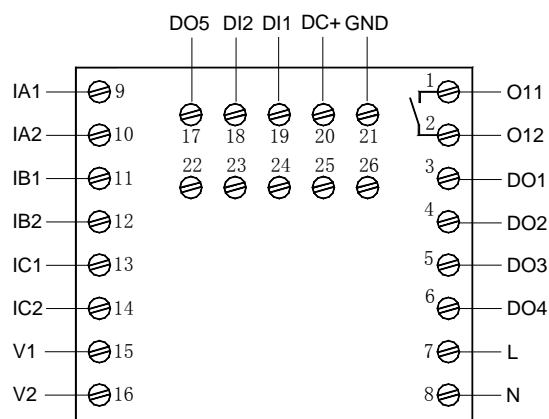 DO5 DI2 DI1 DC+ GND
IA1 9 1 O11
IA2 10 17 18 19 20 21 2 O12
22 23 24 25 26
IB1 11 3 DO1
IB2 12 4 DO2
IC1 13 5 DO3
IC2 14 6 DO4
V1 15 7 L
V2 16 8 N